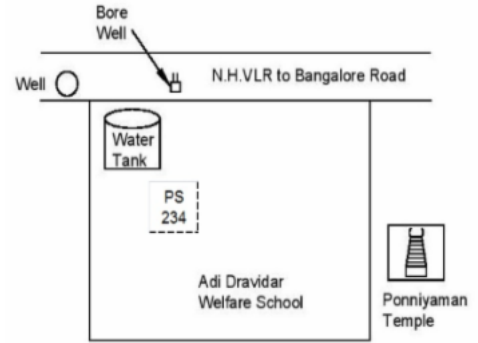 Bore
Well
N.H.VLR to Bangalore Road
Well
Water
Tank
PS
234
Adi Dravidar
Welfare School
Ponniyaman
Temple